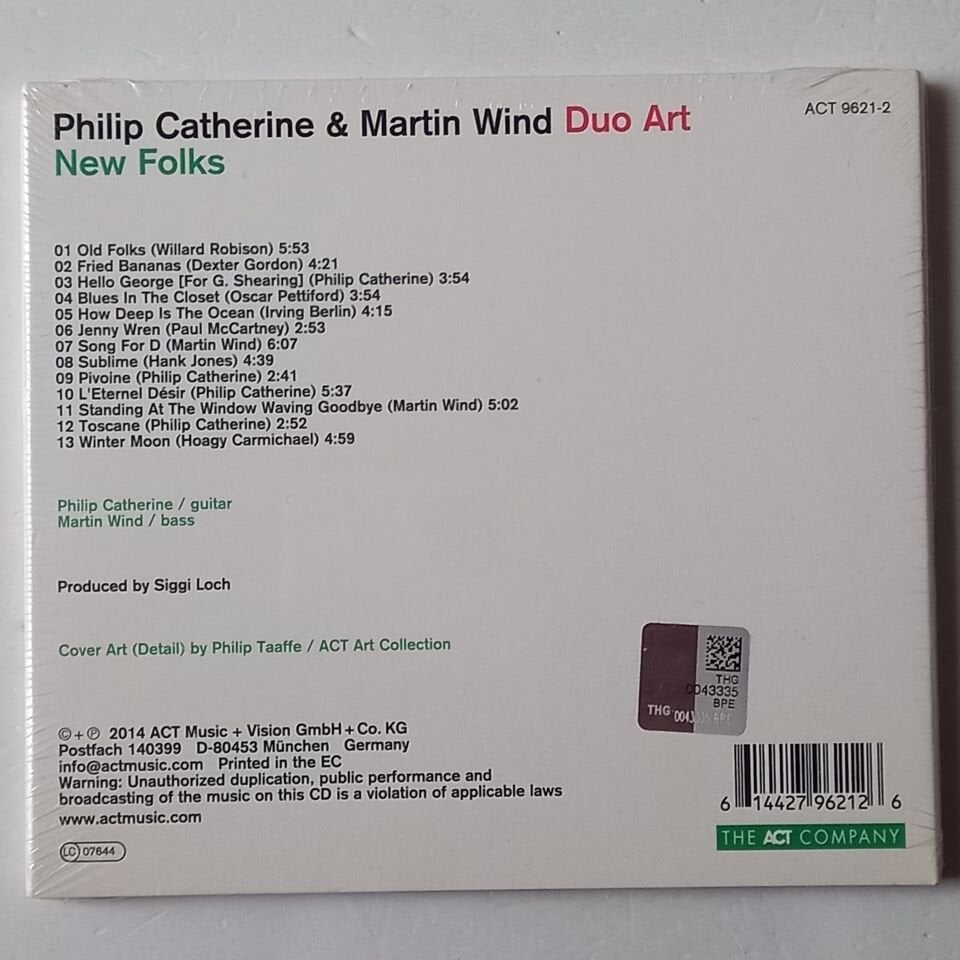 Philip Catherine & Martin Wind Duo Art
New Folks
ACT 9621-2
01 Old Folks (Willard Robison) 5:53
02 Fried Bananas (Dexter Gordon) 4:21
03 Hello George [For G. Shearing] (Philip Catherine) 3:54
04 Blues In The Closet (Oscar Pettiford) 3:54
05 How Deep Is The Ocean (Irving Berlin) 4:15
06 Jenny Wren (Paul McCartney) 2:53
07 Song For D (Martin Wind) 6:07
08 Sublime (Hank Jones) 4:39
09 Pivoine (Philip Catherine) 2:41
10 L'Eternel Désir (Philip Catherine) 5:37
11 Standing At The Window Waving Goodbye (Martin Wind) 5:02
12 Toscane (Philip Catherine) 2:52
13 Winter Moon (Hoagy Carmichael) 4:59
Philip Catherine / guitar
Martin Wind / bass
Produced by Siggi Loch
Cover Art (Detail) by Philip Taaffe / ACT Art Collection
THG
0043335
BPE
THG
©+℗ 2014 ACT Music + Vision GmbH + Co. KG
Postfach 140399 D-80453 München Germany
info@actmusic.com Printed in the EC
Warning: Unauthorized duplication, public performance and
broadcasting of the music on this CD is a violation of applicable laws
www.actmusic.com
LC 07644
6 14427 96212 6
THE ACT COMPANY